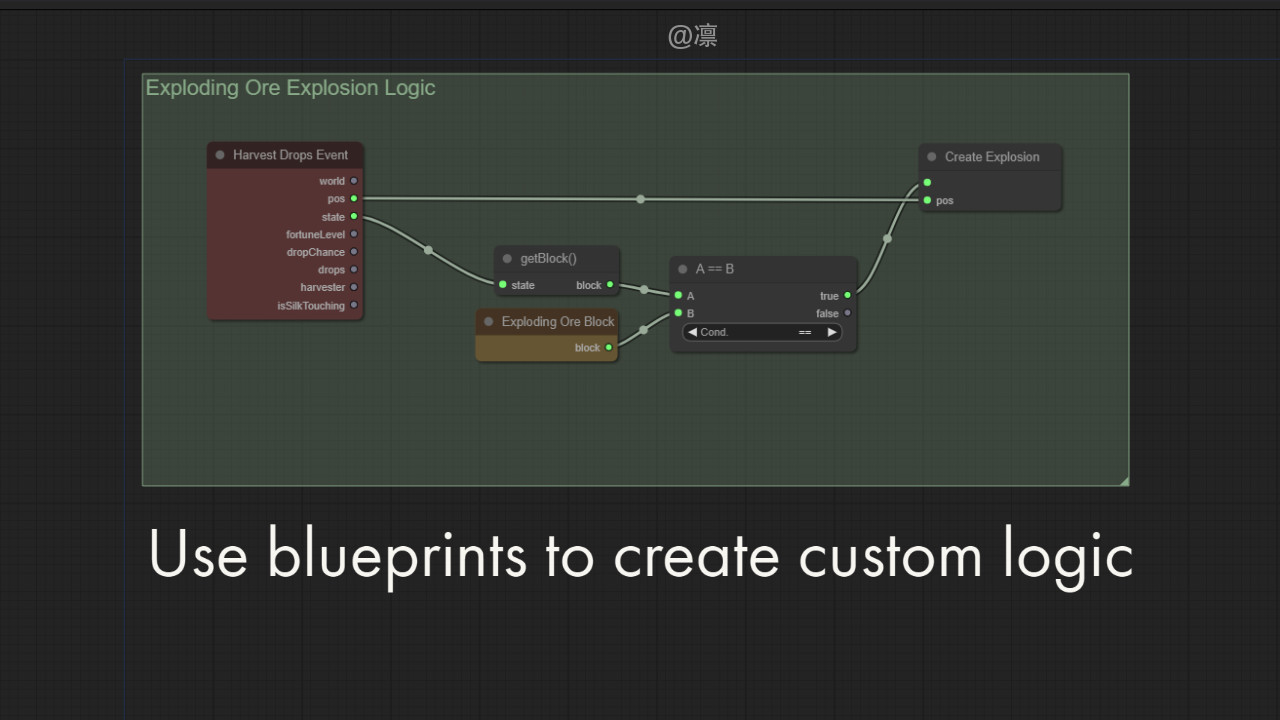 @凛
Exploding Ore Explosion Logic
Harvest Drops Event
world
pos
state
fortuneLevel
dropChance
drops
harvester
isSilkTouching
getBlock()
state block
Exploding Ore Block
block
A == B
A true
B false
Cond. ==
Create Explosion
pos
Use blueprints to create custom logic